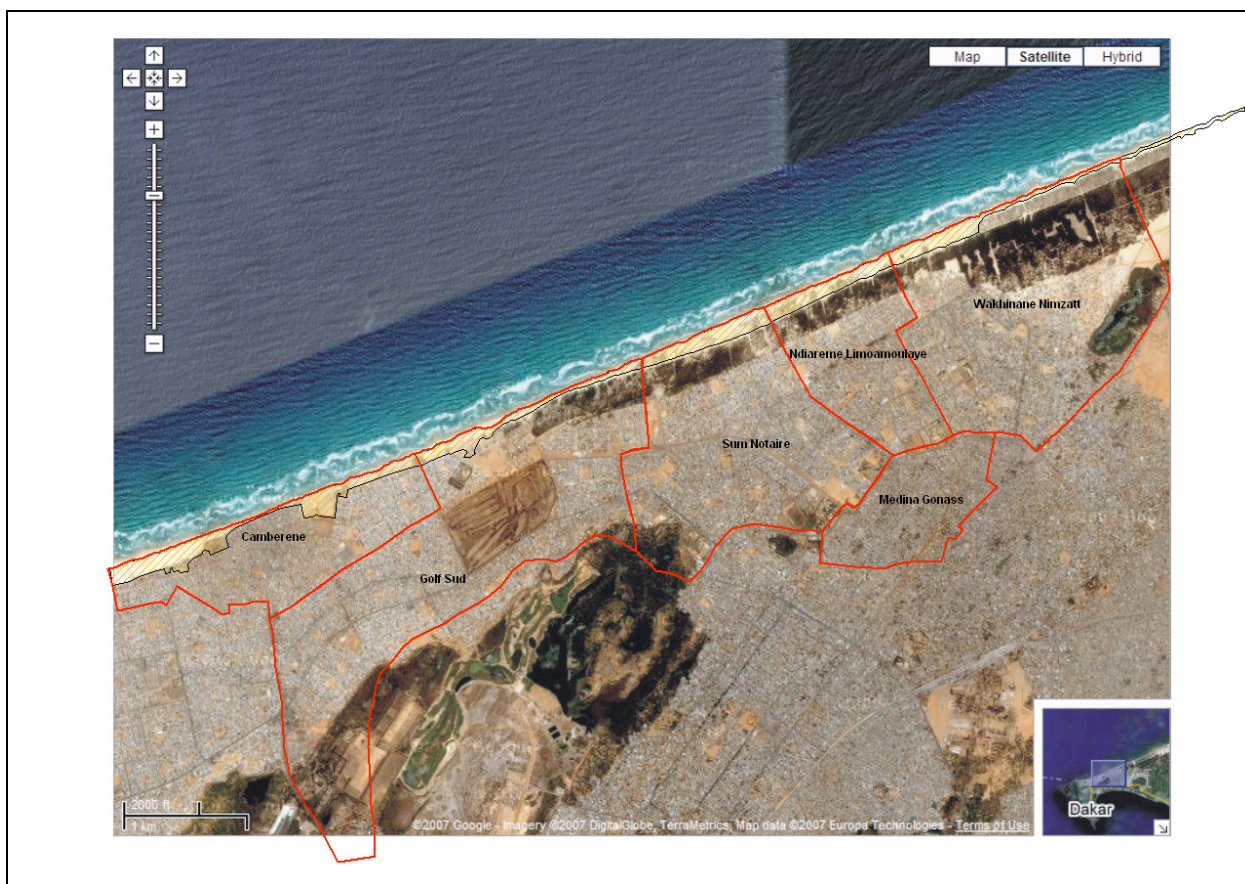 Map Satellite Hybrid
Wakhinane Nimzatt
Ndiareme Limoamoulaye
Sum Notaire
Medina Gonass
Camberene
Golf Sud
2000 ft
1 km
Dakar
©2007 Google - Imagery ©2007 DigitalGlobe, TerraMetrics, Map data ©2007 Europa Technologies - Terms of Use